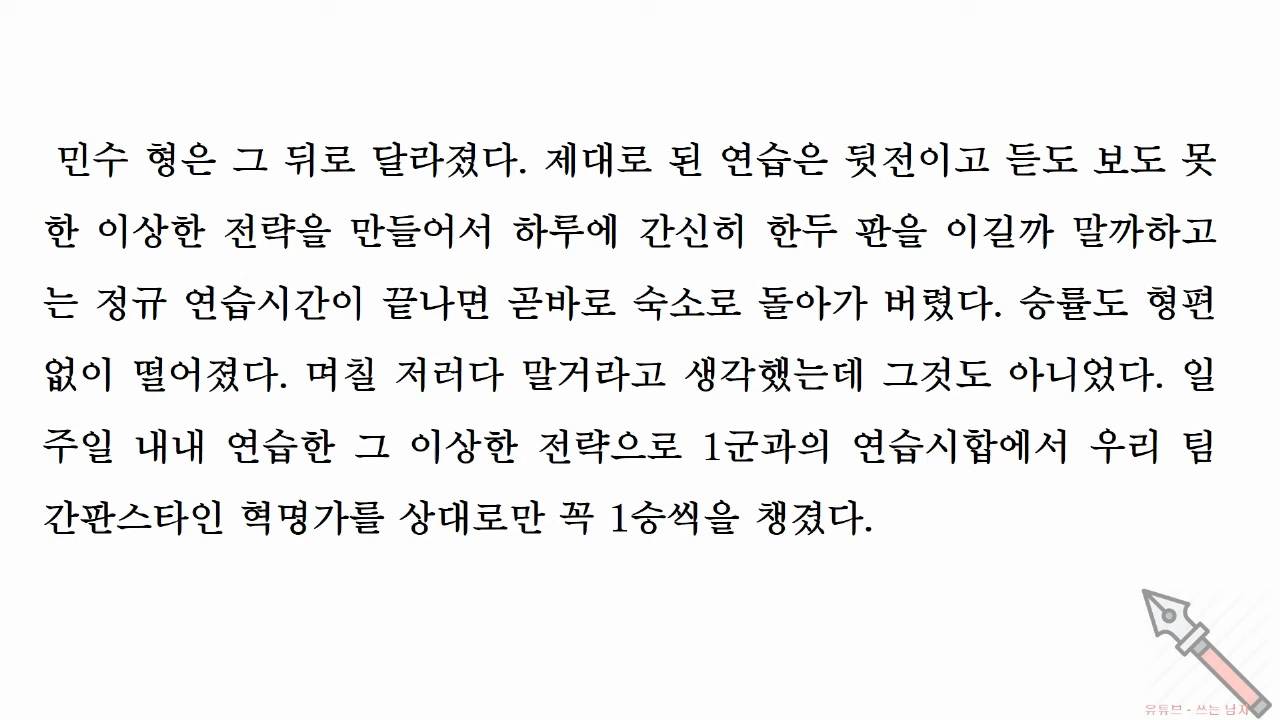 민수 형은 그 뒤로 달라졌다. 제대로 된 연습은 뒷전이고 듣도 보도 못
한 이상한 전략을 만들어서 하루에 간신히 한두 판을 이길까 말까하고
는 정규 연습시간이 끝나면 곧바로 숙소로 돌아가 버렸다. 승률도 형편
없이 떨어졌다. 며칠 저러다 말거라고 생각했는데 그것도 아니었다. 일
주일 내내 연습한 그 이상한 전략으로 1군과의 연습시합에서 우리 팀
간판스타인 혁명가를 상대로만 꼭 1승씩을 챙겼다.
유튜브 - 쓰는 남자